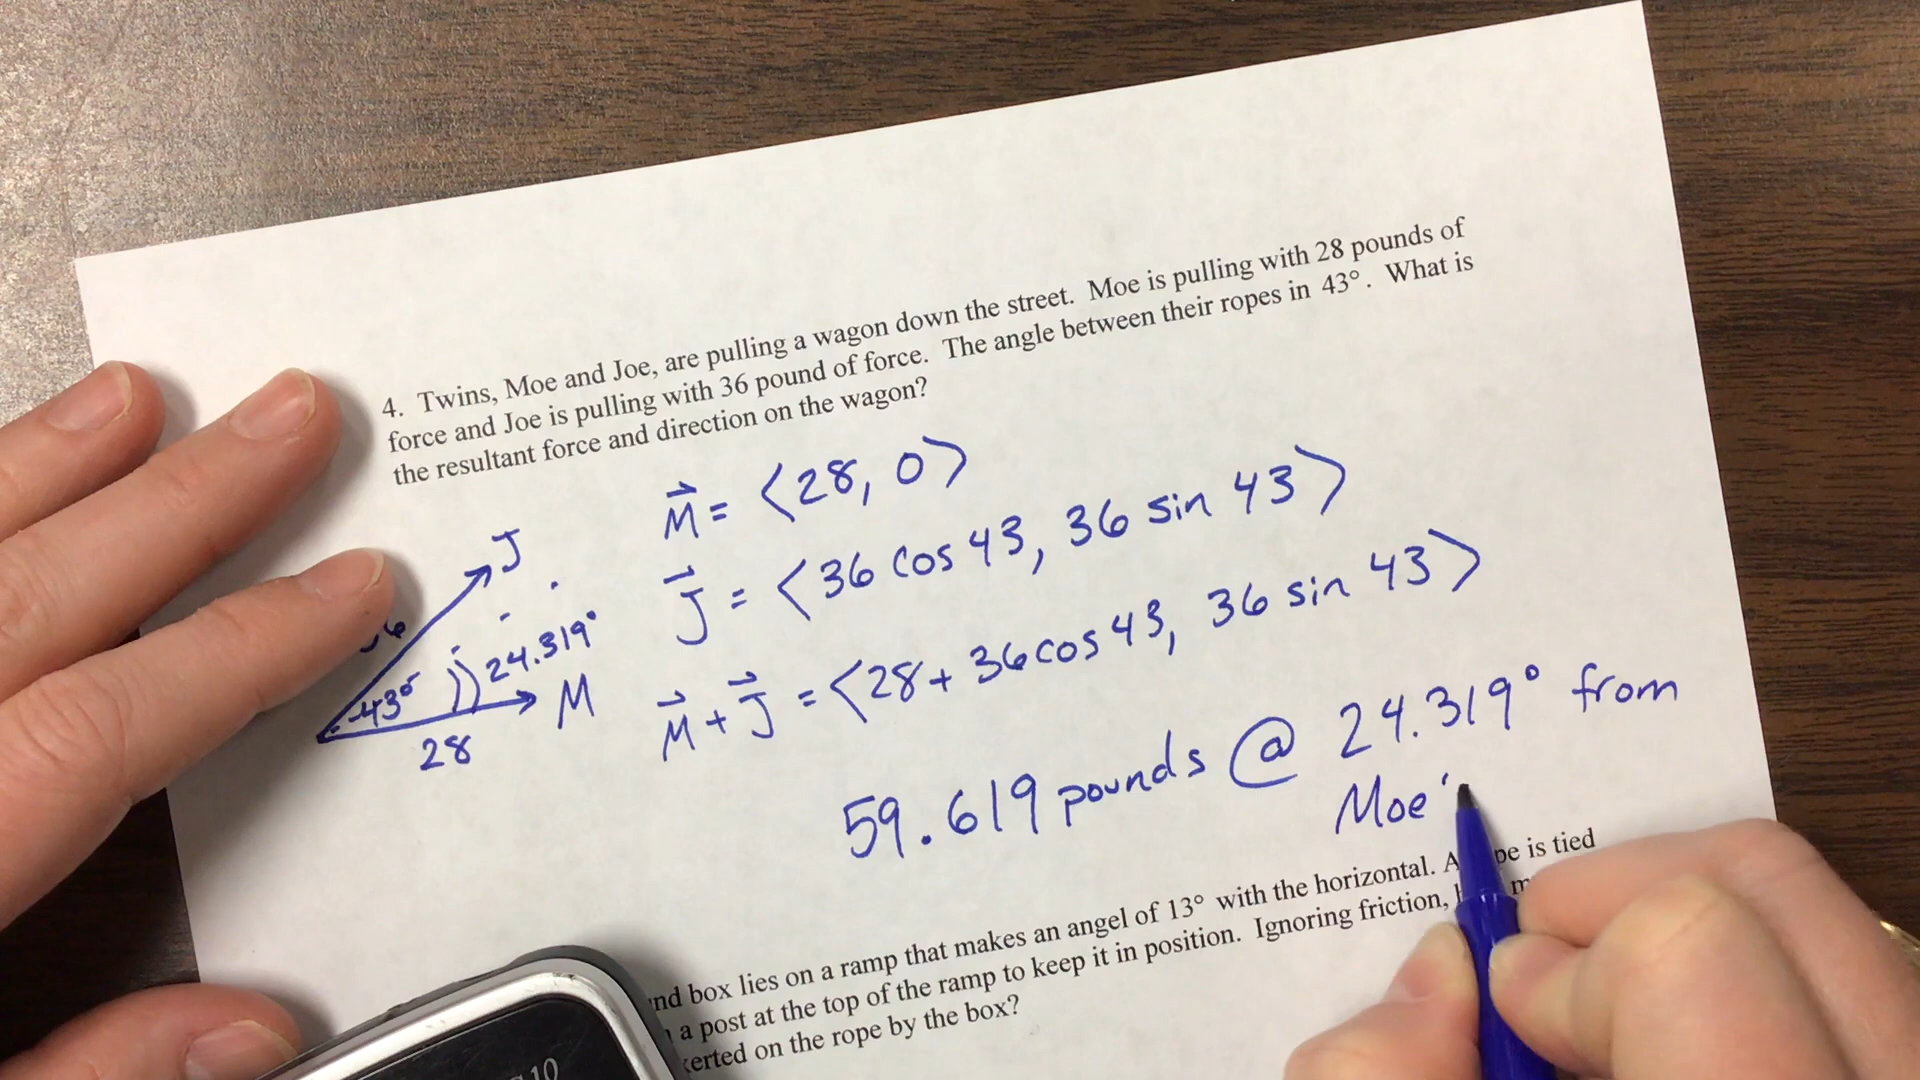 4. Twins, Moe and Joe, are pulling a wagon down the street. Moe is pulling with 28 pounds of
force and Joe is pulling with 36 pound of force. The angle between their ropes in 43°. What is
the resultant force and direction on the wagon?
M⃗ = ⟨28, 0⟩
J⃗ = ⟨36 cos 43, 36 sin 43⟩
M⃗ + J⃗ = ⟨28 + 36 cos 43, 36 sin 43⟩
59.619 pounds @ 24.319° from
Moe'
J
24.319°
43°
M
28
box lies on a ramp that makes an angel of 13° with the horizontal. is tied
a post at the top of the ramp to keep it in position. Ignoring friction,
on the rope by the box?
10